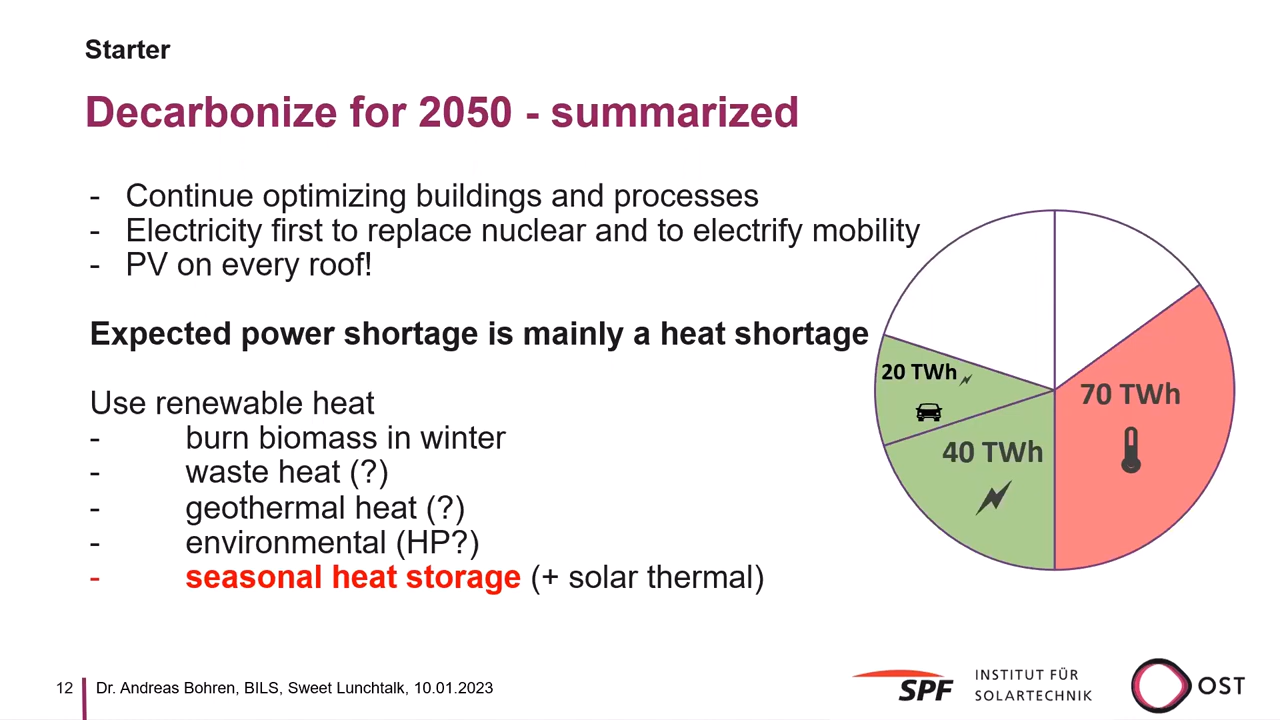 Starter
Decarbonize for 2050 - summarized
- Continue optimizing buildings and processes
- Electricity first to replace nuclear and to electrify mobility
- PV on every roof!
Expected power shortage is mainly a heat shortage
Use renewable heat
- burn biomass in winter
- waste heat (?)
- geothermal heat (?)
- environmental (HP?)
- seasonal heat storage (+ solar thermal)
20 TWh
70 TWh
40 TWh
12 Dr. Andreas Bohren, BILS, Sweet Lunchtalk, 10.01.2023
SPF
INSTITUT FÜR
SOLARTECHNIK
OST